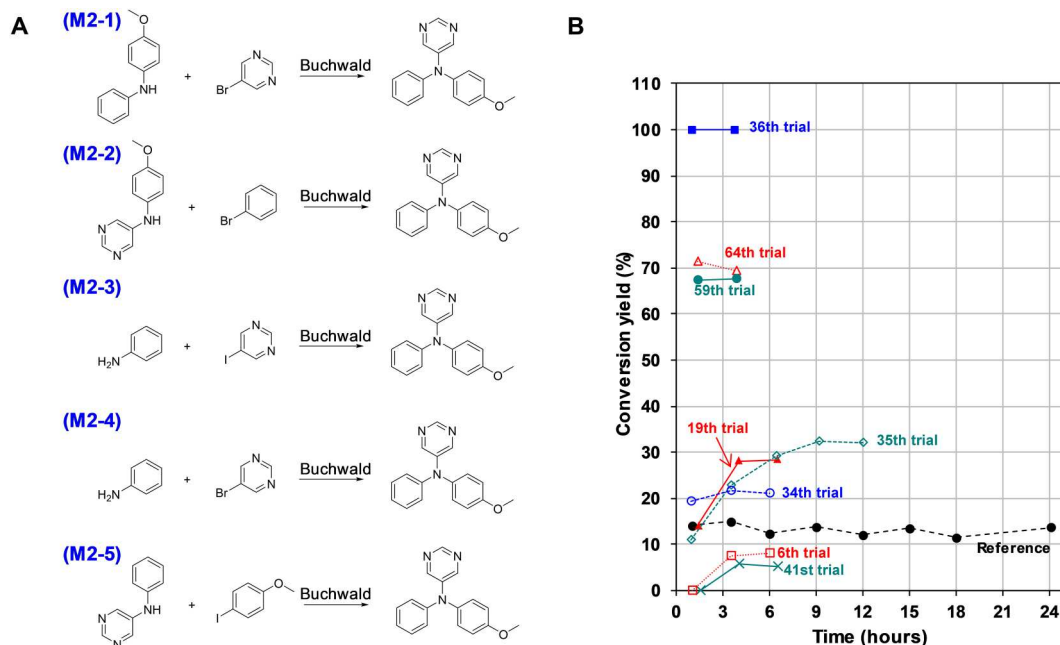 A
(M2-1)
O
NH
+
Br
N
N
Buchwald
N
N
N
O
(M2-2)
O
NH
N
N
+
Br
Buchwald
N
N
N
O
(M2-3)
H2N
+
I
N
N
Buchwald
N
N
N
O
(M2-4)
H2N
+
Br
N
N
Buchwald
N
N
N
O
(M2-5)
NH
N
N
+
I
O
Buchwald
N
N
N
O
B
Conversion yield (%)
110
100
90
80
70
60
50
40
30
20
10
0
36th trial
64th trial
59th trial
19th trial
35th trial
34th trial
Reference
6th trial
41st trial
0 3 6 9 12 15 18 21 24
Time (hours)